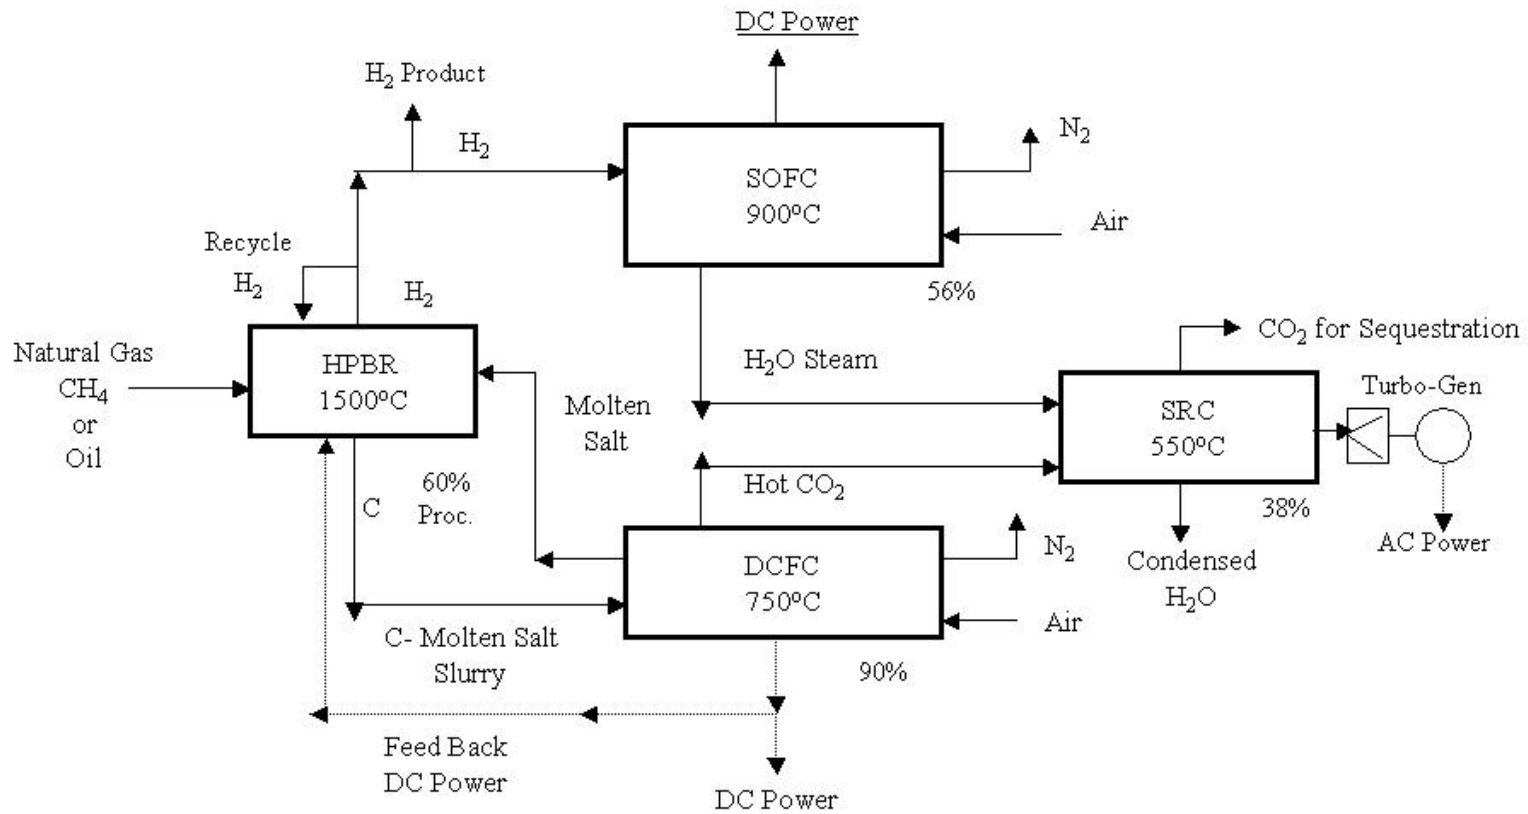 DC Power
H₂ Product
H₂
N₂
SOFC
900ºC
Air
Recycle
H₂
H₂
56%
CO₂ for Sequestration
Natural Gas
CH₄
or
Oil
HPBR
1500ºC
H₂O Steam
Molten
Salt
Turbo-Gen
SRC
550ºC
60%
Proc.
C
Hot CO₂
38%
AC Power
N₂
DCFC
750ºC
Condensed
H₂O
Air
C- Molten Salt
Slurry
90%
Feed Back
DC Power
DC Power